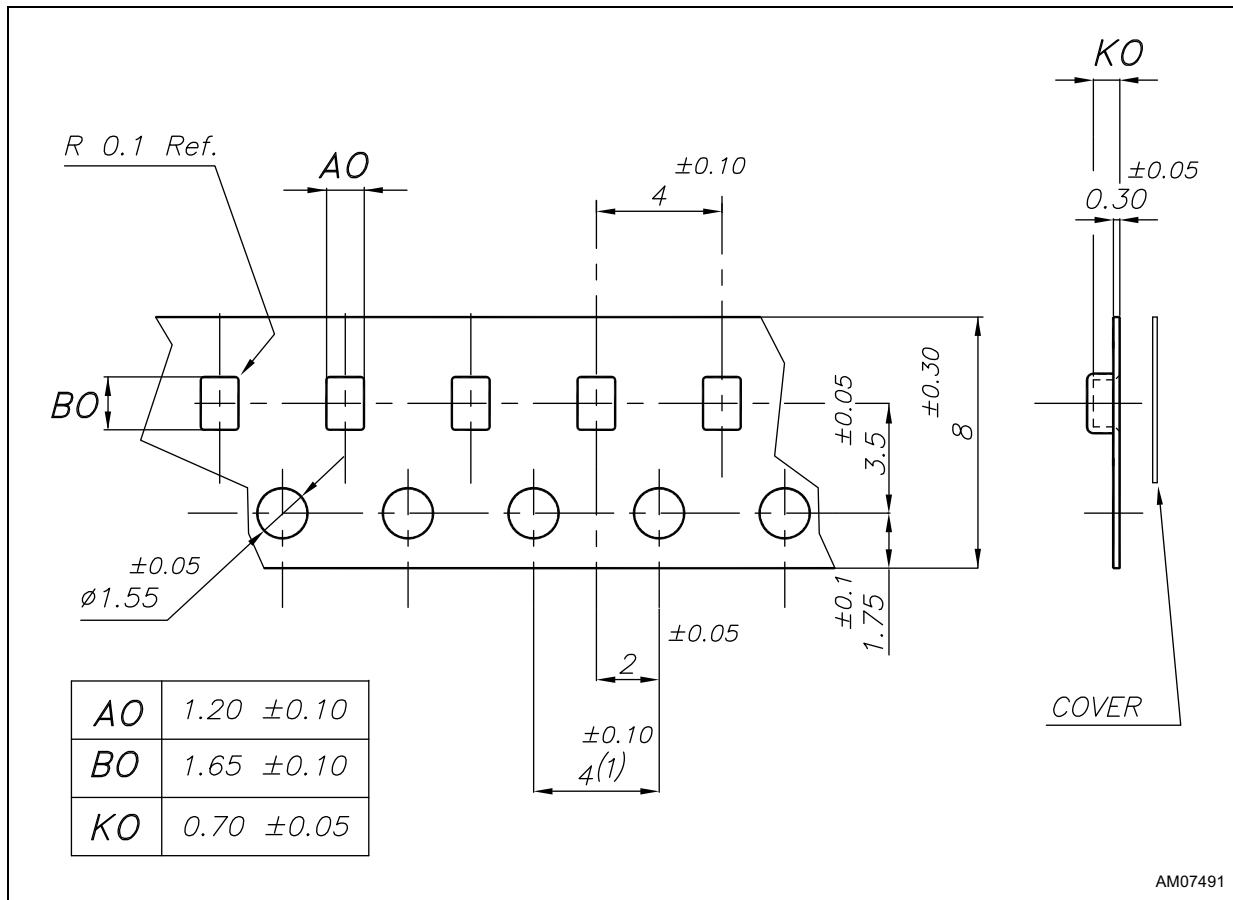 KO
R 0.1 Ref.
AO
±0.10
4
±0.05
0.30
BO
±0.05
3.5
±0.30
8
±0.05
ø1.55
±0.1
1.75
±0.05
2
±0.10
4(1)
COVER
AO 1.20 ±0.10
BO 1.65 ±0.10
KO 0.70 ±0.05
AM07491